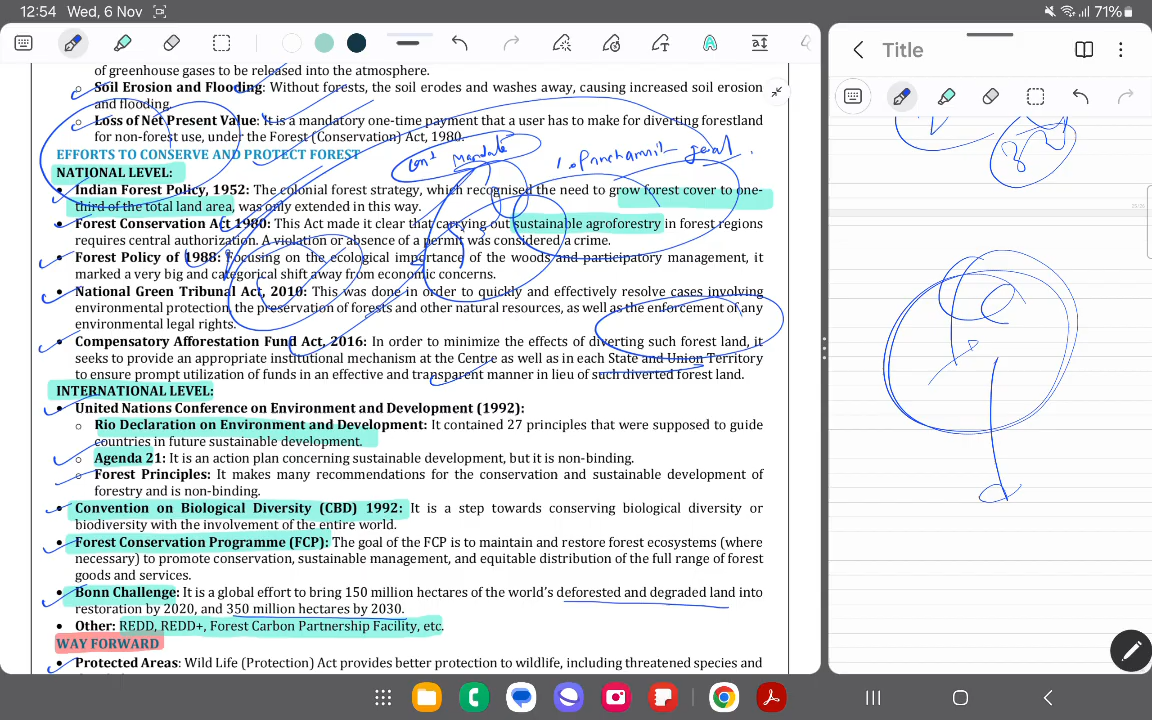 12:54 Wed, 6 Nov
71%
Title
of greenhouse gases to be released into the atmosphere.
o Soil Erosion and Flooding: Without forests, the soil erodes and washes away, causing increased soil erosion
and flooding.
o Loss of Net Present Value: It is a mandatory one-time payment that a user has to make for diverting forestland
for non-forest use, under the Forest (Conservation) Act, 1980.
EFFORTS TO CONSERVE AND PROTECT FOREST
NATIONAL LEVEL:
• Indian Forest Policy, 1952: The colonial forest strategy, which recognised the need to grow forest cover to one-
third of the total land area, was only extended in this way.
• Forest Conservation Act 1980: This Act made it clear that carrying out sustainable agroforestry in forest regions
requires central authorization. A violation or absence of a permit was considered a crime.
• Forest Policy of 1988: Focusing on the ecological importance of the woods and participatory management, it
marked a very big and categorical shift away from economic concerns.
• National Green Tribunal Act, 2010: This was done in order to quickly and effectively resolve cases involving
environmental protection, the preservation of forests and other natural resources, as well as the enforcement of any
environmental legal rights.
• Compensatory Afforestation Fund Act, 2016: In order to minimize the effects of diverting such forest land, it
seeks to provide an appropriate institutional mechanism at the Centre as well as in each State and Union Territory
to ensure prompt utilization of funds in an effective and transparent manner in lieu of such diverted forest land.
INTERNATIONAL LEVEL:
• United Nations Conference on Environment and Development (1992):
o Rio Declaration on Environment and Development: It contained 27 principles that were supposed to guide
countries in future sustainable development.
o Agenda 21: It is an action plan concerning sustainable development, but it is non-binding.
o Forest Principles: It makes many recommendations for the conservation and sustainable development of
forestry and is non-binding.
• Convention on Biological Diversity (CBD) 1992: It is a step towards conserving biological diversity or
biodiversity with the involvement of the entire world.
• Forest Conservation Programme (FCP): The goal of the FCP is to maintain and restore forest ecosystems (where
necessary) to promote conservation, sustainable management, and equitable distribution of the full range of forest
goods and services.
• Bonn Challenge: It is a global effort to bring 150 million hectares of the world's deforested and degraded land into
restoration by 2020, and 350 million hectares by 2030.
• Other: REDD, REDD+, Forest Carbon Partnership Facility, etc.
WAY FORWARD
• Protected Areas: Wild Life (Protection) Act provides better protection to wildlife, including threatened species and
mandate